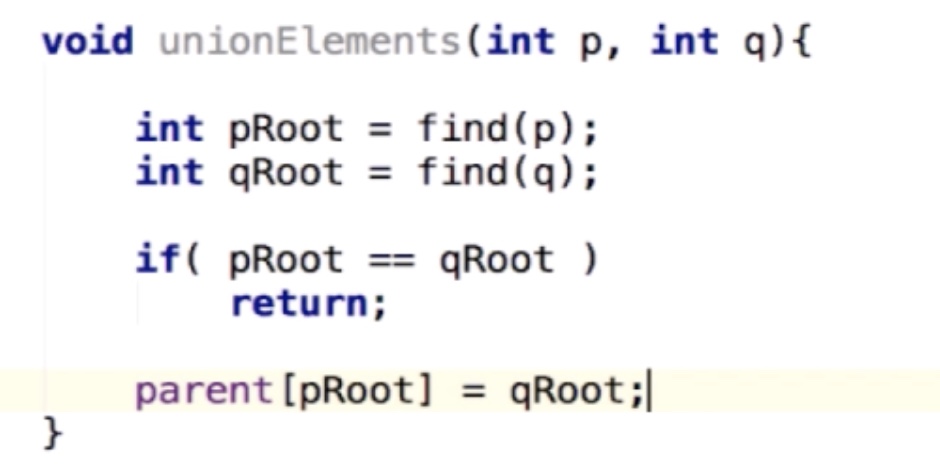 void unionElements(int p, int q){
int pRoot = find(p);
int qRoot = find(q);
if( pRoot == qRoot )
return;
parent[pRoot] = qRoot;
}